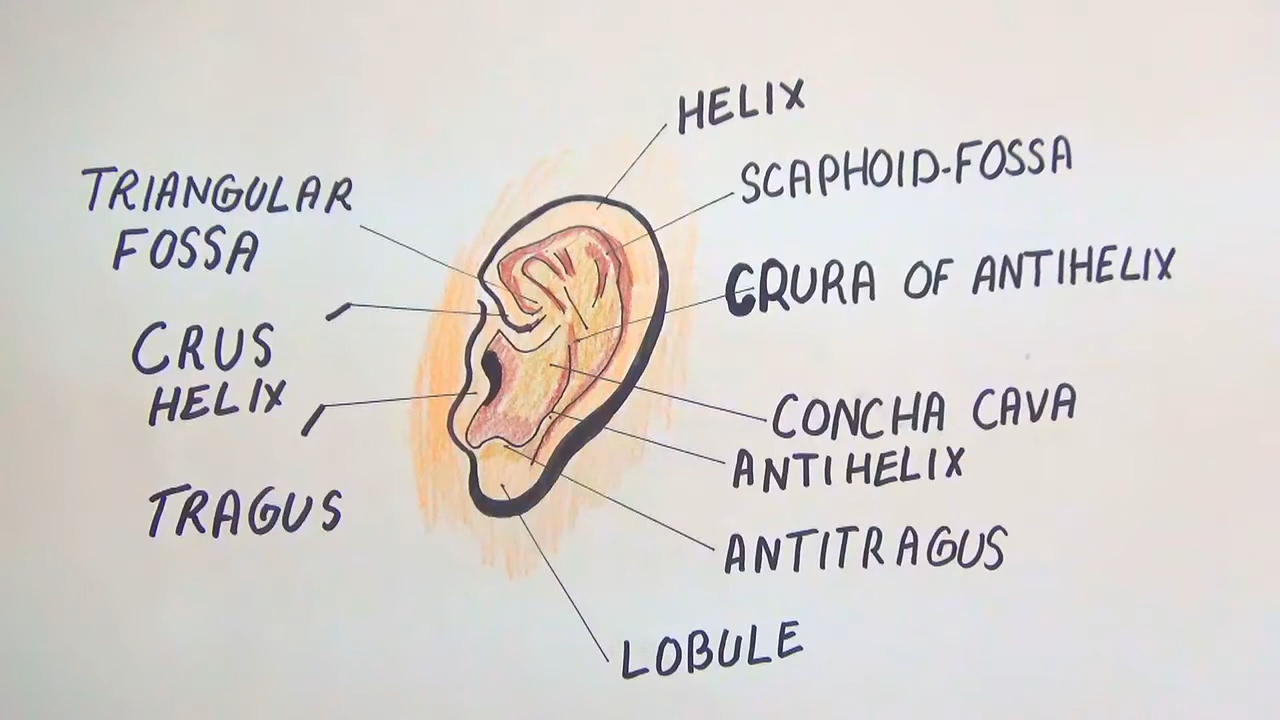 HELIX
SCAPHOID-FOSSA
TRIANGULAR
FOSSA
CRURA OF ANTIHELIX
CRUS
HELIX
CONCHA CAVA
ANTIHELIX
TRAGUS
ANTITRAGUS
LOBULE